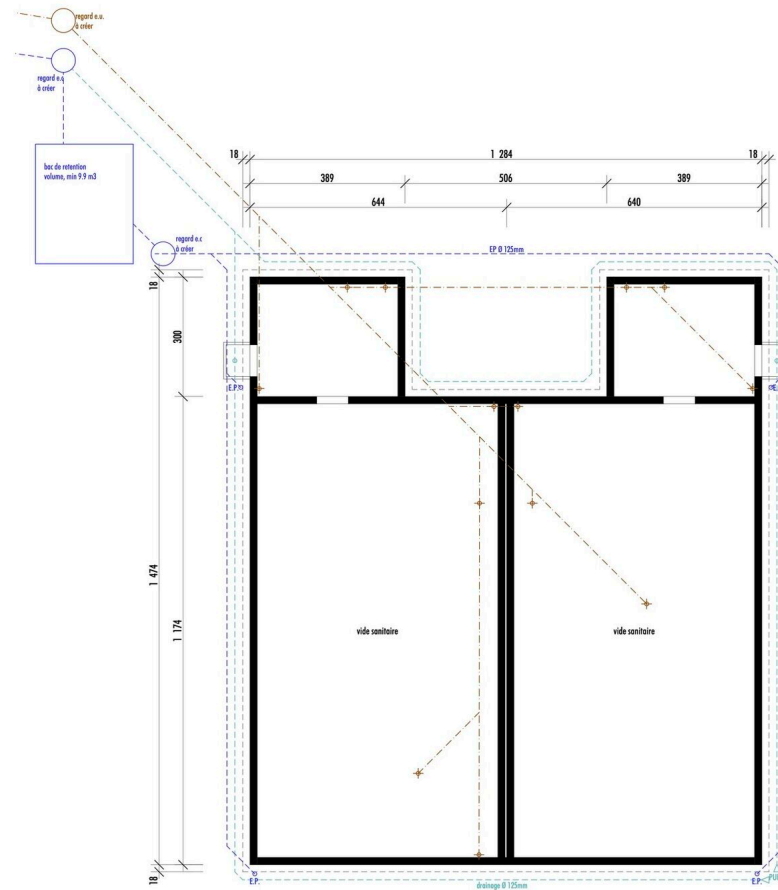 regard e.u.
à créer
regard e.c
à créer
bac de retention
volume, min 9.9 m3
regard e.c
à créer
18
1 284
18
389
506
389
644
640
EP Ø 125mm
18
300
E.P.
1 474
1 174
vide sanitaire
vide sanitaire
18
E.P.
drainage Ø 125mm
E.P.